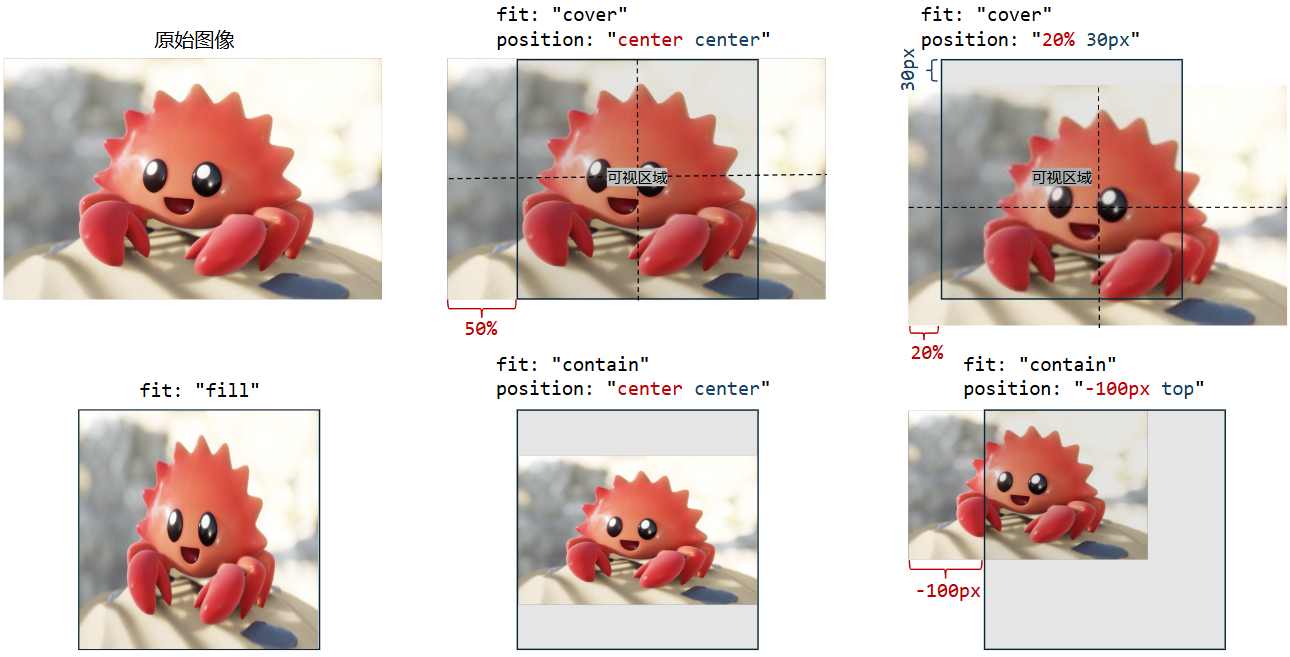 原始图像
fit: "cover"
position: "center center"
可视区域
50%
fit: "cover"
position: "20% 30px"
30px
可视区域
20%
fit: "fill"
fit: "contain"
position: "center center"
fit: "contain"
position: "-100px top"
-100px